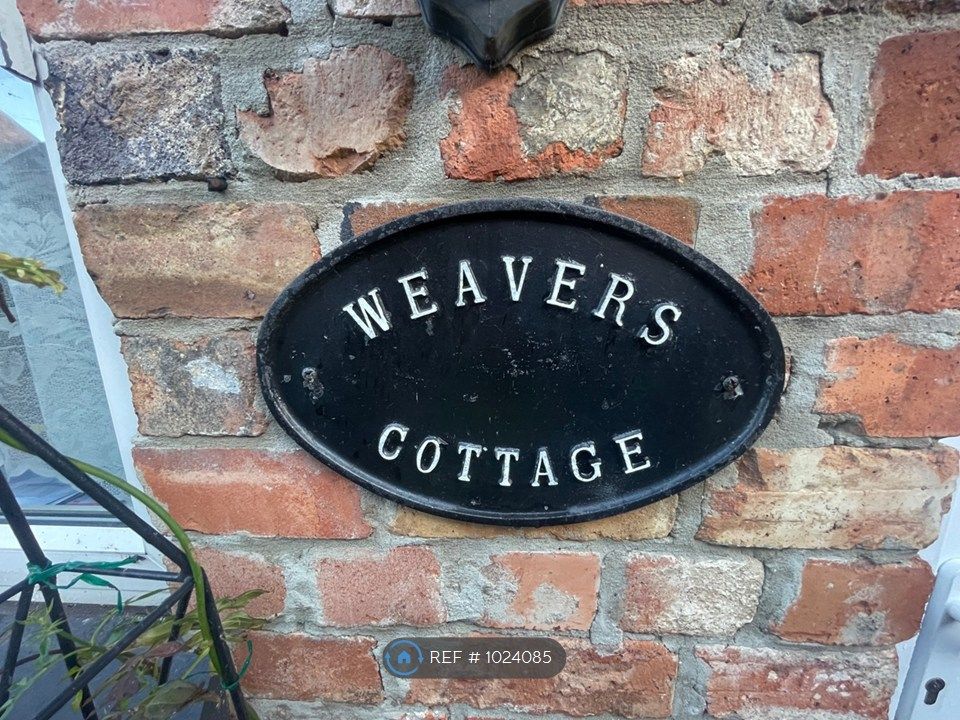 WEAVERS
COTTAGE
REF # 1024085